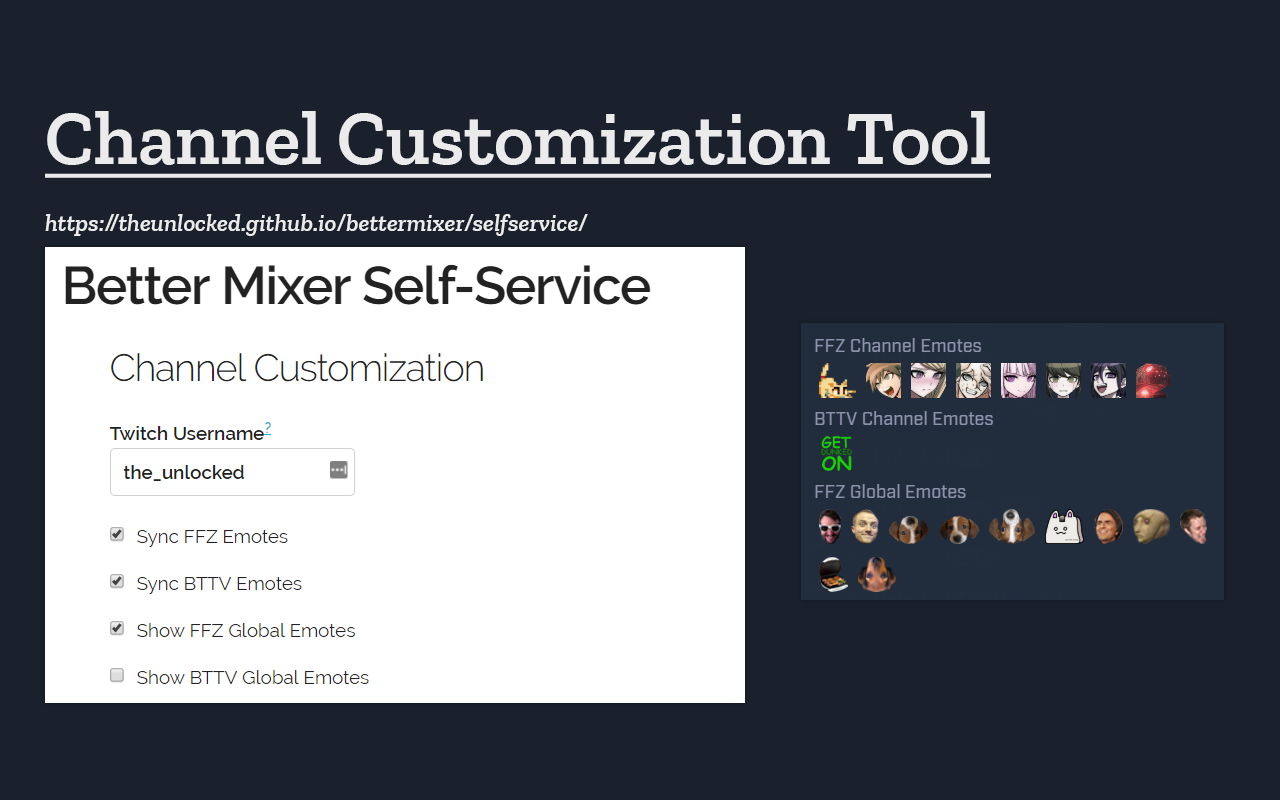 Channel Customization Tool
https://theunlocked.github.io/bettermixer/selfservice/
Better Mixer Self-Service
Channel Customization
Twitch Username?
the_unlocked
Sync FFZ Emotes
Sync BTTV Emotes
Show FFZ Global Emotes
Show BTTV Global Emotes
FFZ Channel Emotes
BTTV Channel Emotes
GET
DUNKED
ON
FFZ Global Emotes